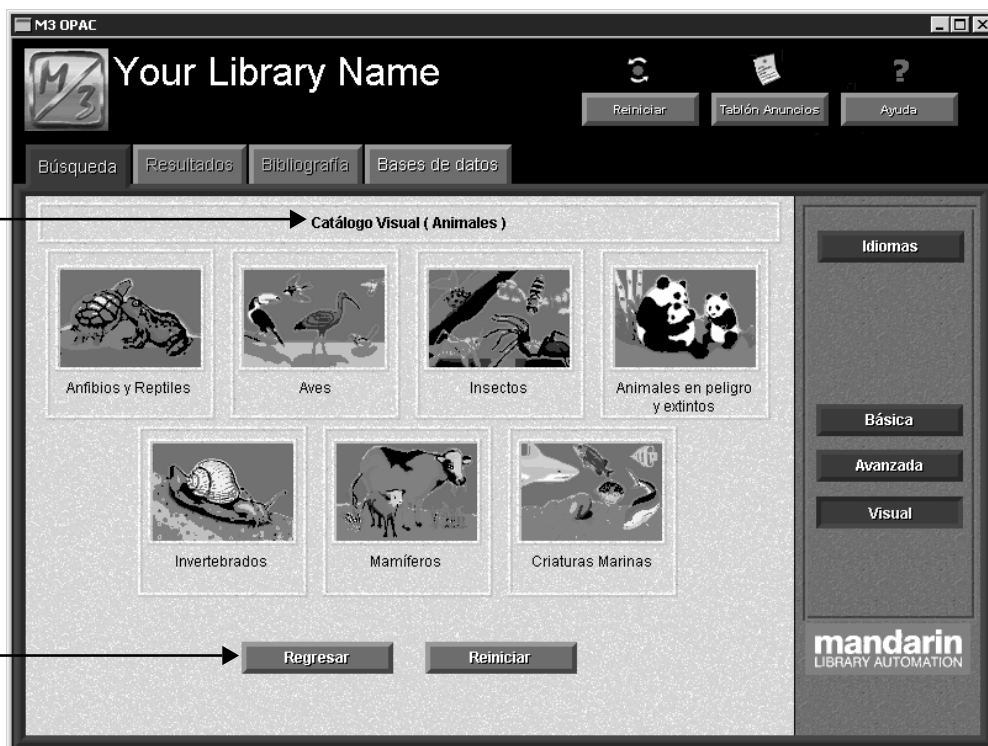 M3 OPAC
M/3
Your Library Name
Reiniciar
Tablón Anuncios
Ayuda
Búsqueda
Resultados
Bibliografía
Bases de datos
Catálogo Visual ( Animales )
Idiomas
Anfibios y Reptiles
Aves
Insectos
Animales en peligro
y extintos
Básica
Avanzada
Visual
Invertebrados
Mamíferos
Criaturas Marinas
Regresar
Reiniciar
mandarin
LIBRARY AUTOMATION